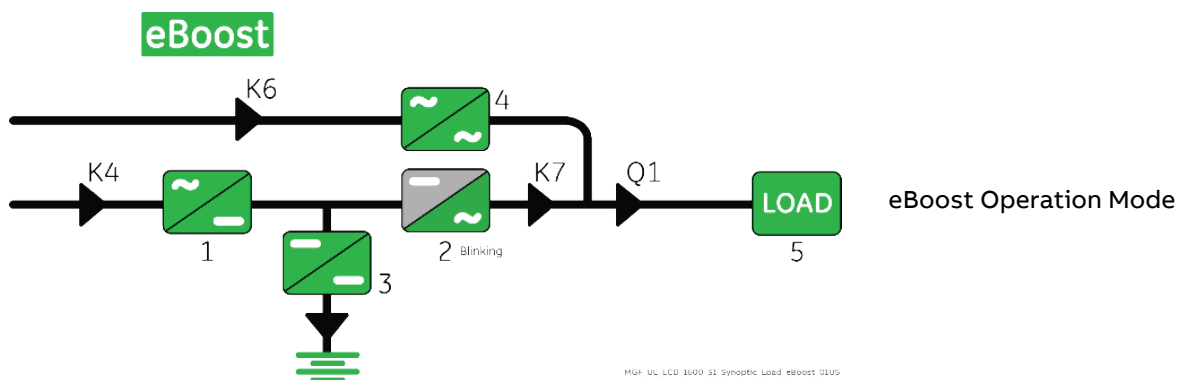 eBoost
K6
4
K4
K7
Q1
LOAD
eBoost Operation Mode
1
2 Blinking
5
3
MGF UL LCD 1600 S1 Synoptic Load eBoost 01US